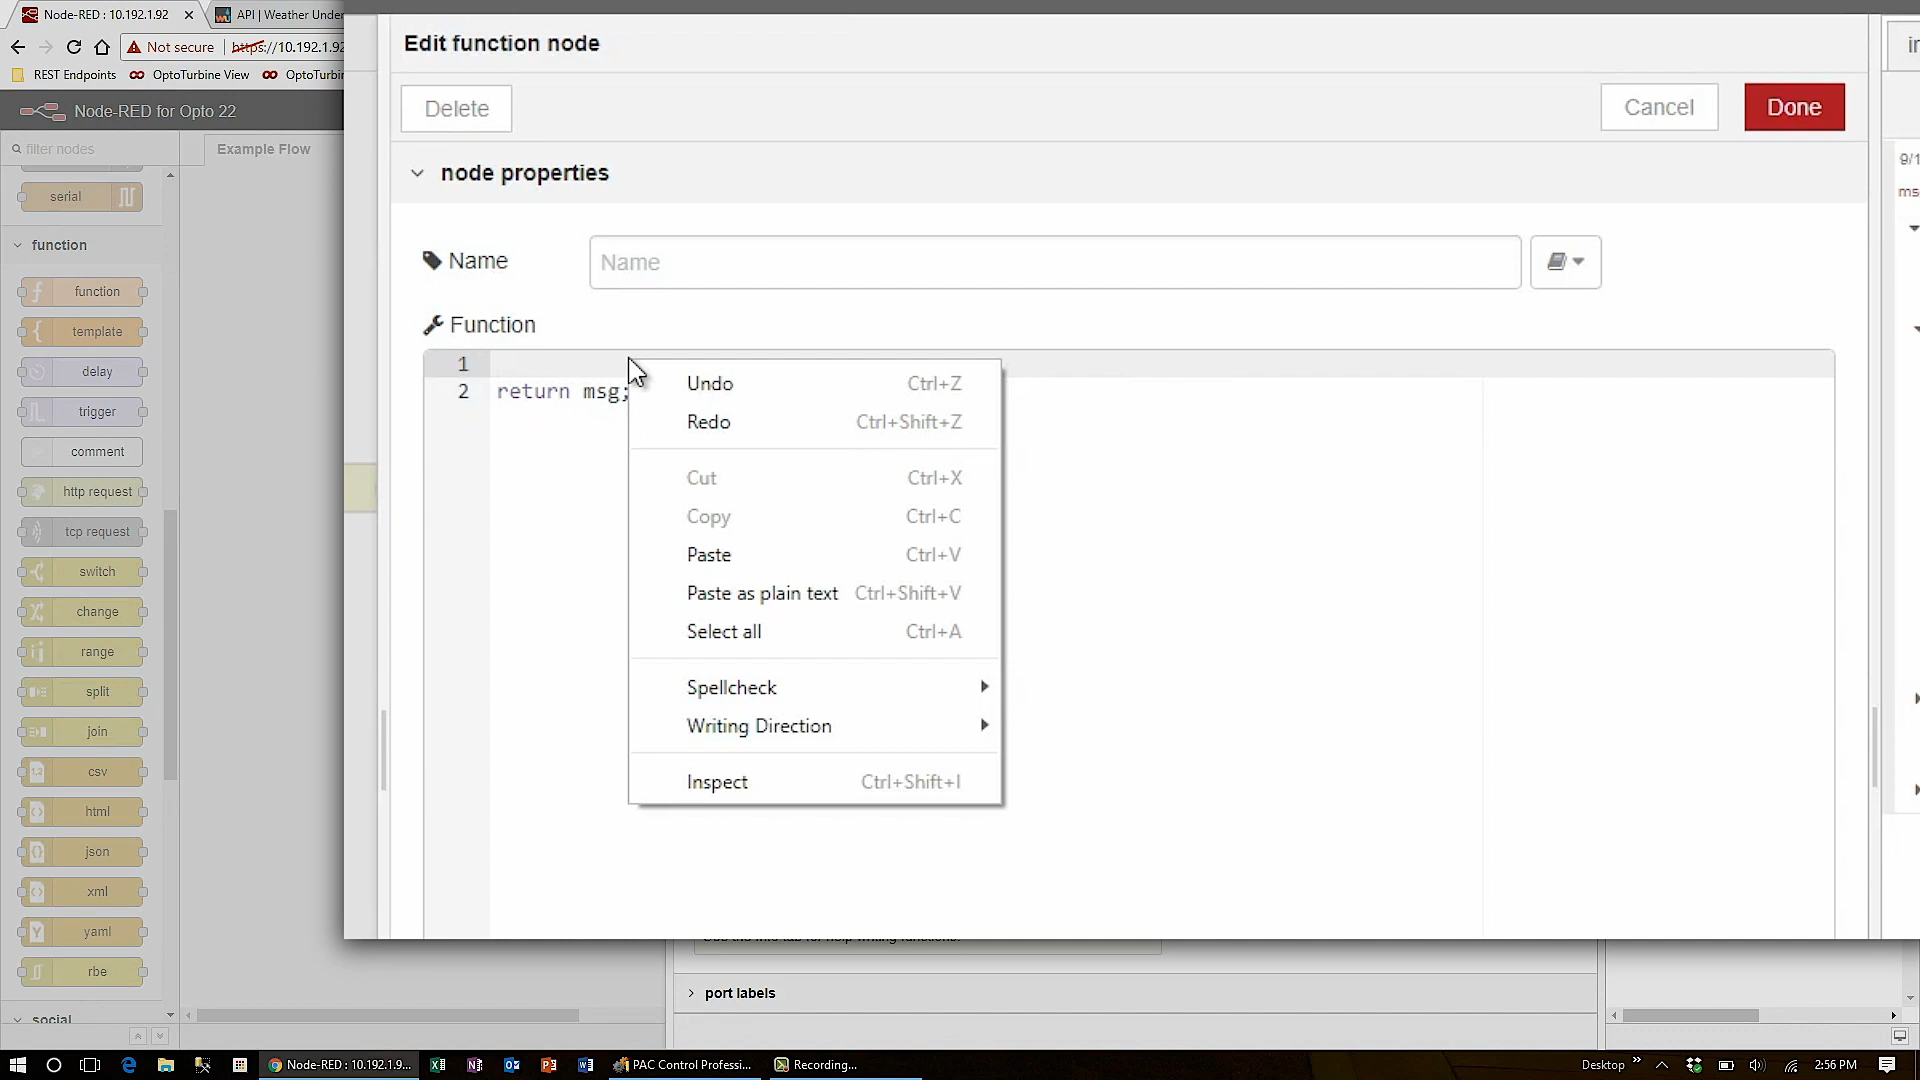 Node-RED : 10.192.1.92
API | Weather Under
Not secure
https://10.192.1.92
REST Endpoints
OptoTurbine View
OptoTurbin
Node-RED for Opto 22
filter nodes
Example Flow
serial
function
function
template
delay
trigger
comment
http request
tcp request
switch
change
range
split
join
csv
html
json
xml
yaml
rbe
social
Edit function node
Delete
Cancel
Done
node properties
Name
Name
Function
1
2 return msg;
Undo Ctrl+Z
Redo Ctrl+Shift+Z
Cut Ctrl+X
Copy Ctrl+C
Paste Ctrl+V
Paste as plain text Ctrl+Shift+V
Select all Ctrl+A
Spellcheck
Writing Direction
Inspect Ctrl+Shift+I
9/1
ms
port labels
Node-RED : 10.192.1.9...
PAC Control Professi...
Recording...
Desktop
2:56 PM